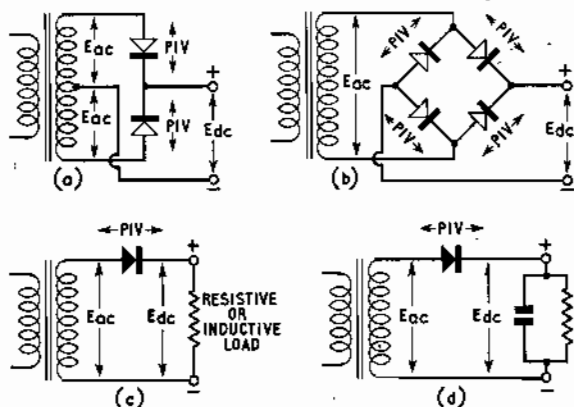 Eac
PIV
+
Eac
PIV
Edc
(a)
−
PIV
PIV
Eac
+
PIV
PIV
Edc
(b)
−
PIV
+
Eac
Edc
RESISTIVE
OR
INDUCTIVE
LOAD
−
(c)
PIV
+
Eac
Edc
−
(d)